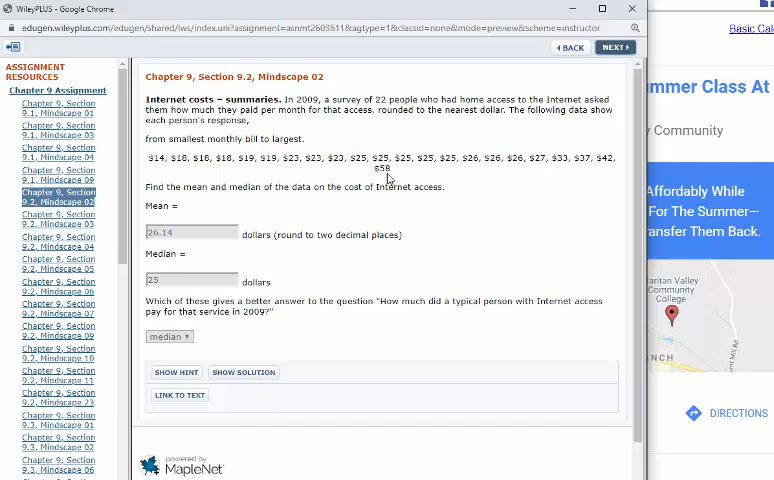 WileyPLUS - Google Chrome
edugen.wileyplus.com/edugen/shared/lws/index.uni?assignment=asnmt2603611&agtype=1&classid=none&mode=preview&scheme=instructor
BACK
NEXT
ASSIGNMENT
RESOURCES
Chapter 9 Assignment
Chapter 9, Section
9.1, Mindscape 01
Chapter 9, Section
9.1, Mindscape 03
Chapter 9, Section
9.1, Mindscape 05
Chapter 9, Section
9.1, Mindscape 09
Chapter 9, Section
9.2, Mindscape 02
Chapter 9, Section
9.2, Mindscape 03
Chapter 9, Section
9.2, Mindscape 04
Chapter 9, Section
9.2, Mindscape 05
Chapter 9, Section
9.2, Mindscape 06
Chapter 9, Section
9.2, Mindscape 07
Chapter 9, Section
9.2, Mindscape 09
Chapter 9, Section
9.2, Mindscape 10
Chapter 9, Section
9.2, Mindscape 11
Chapter 9, Section
9.2, Mindscape 23
Chapter 9, Section
9.3, Mindscape 01
Chapter 9, Section
9.3, Mindscape 02
Chapter 9, Section
9.3, Mindscape 06
Chapter 9, Section
Chapter 9, Section 9.2, Mindscape 02
Internet costs – summaries. In 2009, a survey of 22 people who had home access to the Internet asked
them how much they paid per month for that access, rounded to the nearest dollar. The following data show
each person's response,
from smallest monthly bill to largest.
$14, $18, $18, $18, $19, $19, $23, $23, $23, $25, $25, $25, $25, $25, $26, $26, $26, $27, $33, $37, $42,
$58
Find the mean and median of the data on the cost of Internet access.
Mean =
26.14 dollars (round to two decimal places)
Median =
25 dollars
Which of these gives a better answer to the question "How much did a typical person with Internet access
pay for that service in 2009?"
median
SHOW HINT
SHOW SOLUTION
LINK TO TEXT
powered by
MapleNet
Basic Cal
mmer Class At
y Community
Affordably While
For The Summer—
ransfer Them Back.
aritan Valley
Community
College
ANCH
DIRECTIONS